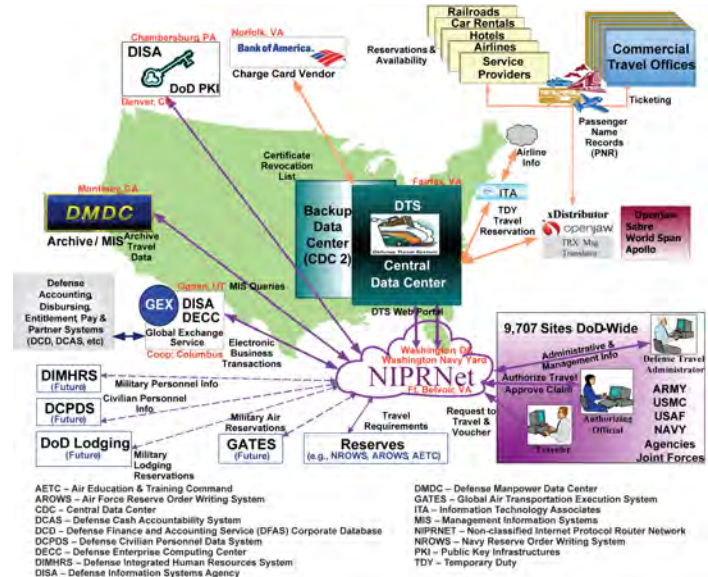 Chambersburg, PA
DISA
DoD PKI
Denver, C
Norfolk, VA
Bank of America.
Charge Card Vendor
Reservations &
Availability
Railroads
Car Rentals
Hotels
Airlines
Service
Providers
Commercial
Travel Offices
Ticketing
Passenger
Name
Records
(PNR)
Airline
Info
Certificate
Revocation
List
Fairfax, VA
ITA
TDY
Travel
Reservation
xDistributor
openjaw
TRX Msg
Translator
Openjaw
Sabre
World Span
Apollo
Monterey, CA
DMDC
Archive / MIS
Archive
Travel
Data
Backup
Data
Center
(CDC 2)
DTS
Defense Travel System
Central
Data Center
DTS Web Portal
Defense
Accounting,
Disbursing,
Entitlement, Pay &
Partner Systems
(DCD, DCAS, etc)
Ogden, UT
MIS Queries
GEX
DISA
DECC
Global Exchange
Service
Coop: Columbus
Electronic
Business
Transactions
Washington DC
Washington Navy Yard
NIPRNet
Ft. Belvoir, VA
9,707 Sites DoD-Wide
Administrative &
Management Info
Defense Travel
Administrator
Authorize Travel
Approve Claim
Authorizing
Official
Traveler
ARMY
USMC
USAF
NAVY
Agencies
Joint Forces
Request to
Travel &
Voucher
DIMHRS
(Future)
Military Personnel Info
DCPDS
(Future)
Civilian Personnel Info
DoD Lodging
(Future)
Military
Lodging
Reservations
Military Air
Reservations
GATES
(Future)
Travel
Requirements
Reserves
(e.g., NROWS, AROWS, AETC)
AETC – Air Education & Training Command
AROWS – Air Force Reserve Order Writing System
CDC – Central Data Center
DCAS – Defense Cash Accountability System
DCD – Defense Finance and Accounting Service (DFAS) Corporate Database
DCPDS – Defense Civilian Personnel Data System
DECC – Defense Enterprise Computing Center
DIMHRS – Defense Integrated Human Resources System
DISA – Defense Information Systems Agency
DMDC – Defense Manpower Data Center
GATES – Global Air Transportation Execution System
ITA – Information Technology Associates
MIS – Management Information Systems
NIPRNET – Non-classified Internet Protocol Router Network
NROWS – Navy Reserve Order Writing System
PKI – Public Key Infrastructures
TDY – Temporary Duty